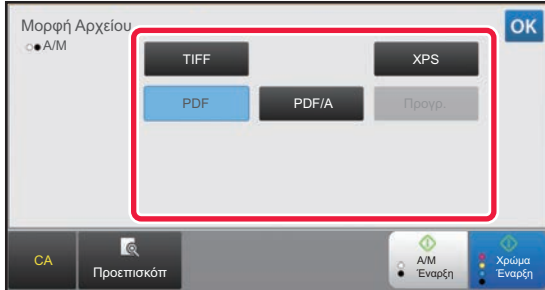 Μορφή Αρχείου
Α/Μ
OK
TIFF
XPS
PDF
PDF/A
Προγρ.
CA
Προεπισκόπ
Α/Μ
Έναρξη
Χρώμα
Έναρξη